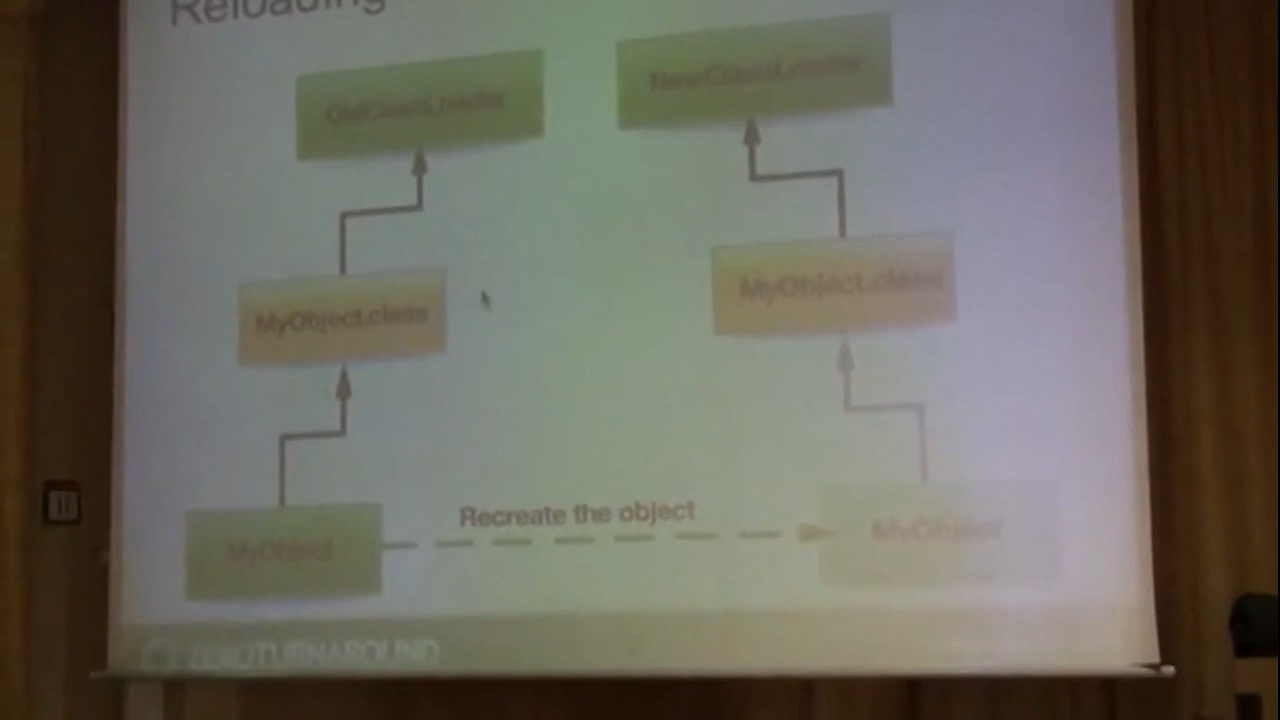 Reloading
OldClassLoader
NewClassLoader
MyObject.class
MyObject.class
Recreate the object
MyObject
MyObject
ZEROTURNAROUND